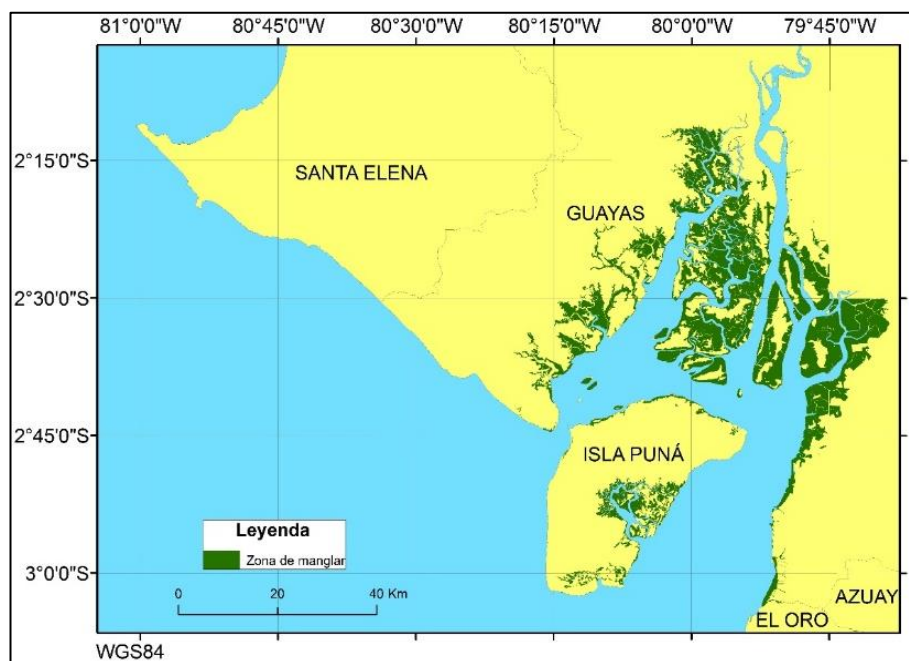 81°0'0"W 80°45'0"W 80°30'0"W 80°15'0"W 80°0'0"W 79°45'0"W
2°15'0"S
SANTA ELENA
GUAYAS
2°30'0"S
2°45'0"S
ISLA PUNÁ
Leyenda
Zona de manglar
3°0'0"S
0 20 40 Km
AZUAY
EL ORO
WGS84